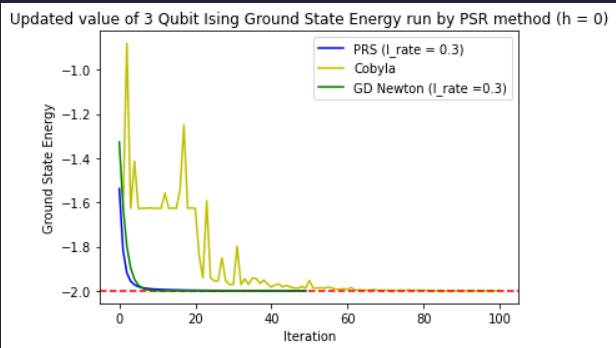 Updated value of 3 Qubit Ising Ground State Energy run by PSR method (h = 0)
PRS (l_rate = 0.3)
Cobyla
GD Newton (l_rate =0.3)
Ground State Energy
−1.0
−1.2
−1.4
−1.6
−1.8
−2.0
0 20 40 60 80 100
Iteration